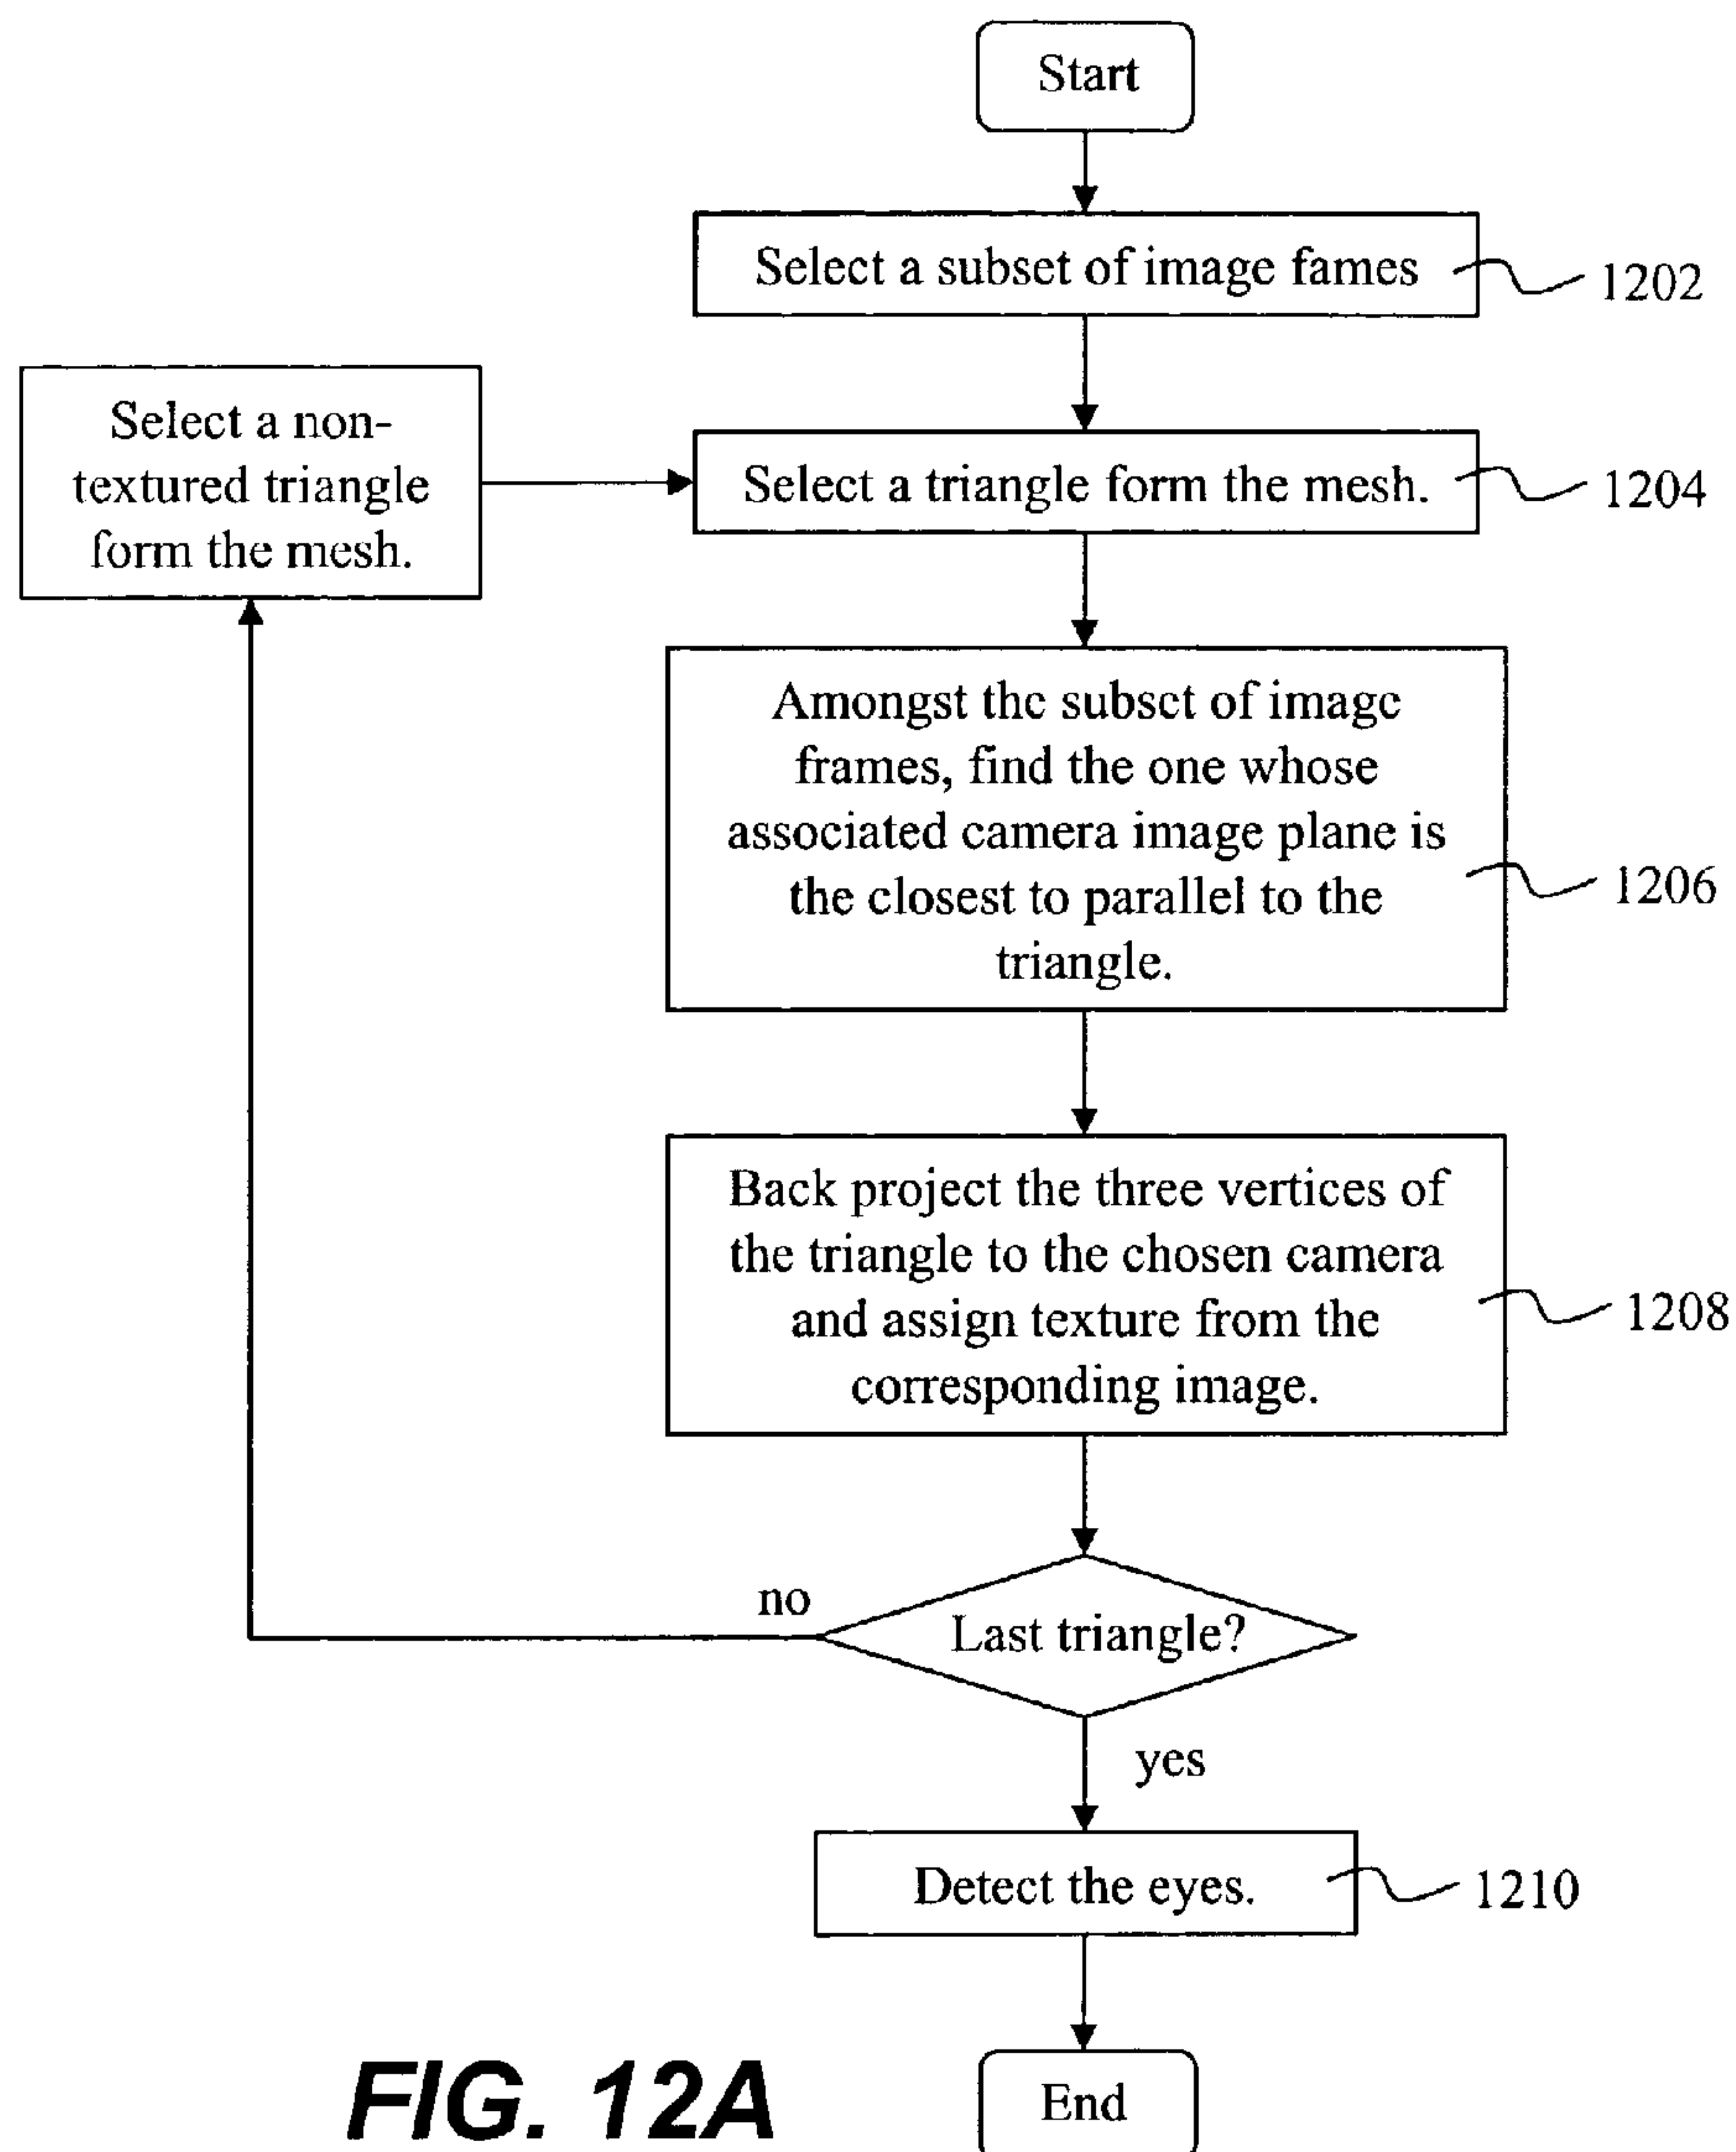 Start
Select a subset of image fames
1202
Select a non-
textured triangle
form the mesh.
Select a triangle form the mesh.
1204
Amongst the subset of image
frames, find the one whose
associated camera image plane is
the closest to parallel to the
triangle.
1206
Back project the three vertices of
the triangle to the chosen camera
and assign texture from the
corresponding image.
1208
no
Last triangle?
yes
Detect the eyes.
1210
End
FIG. 12A